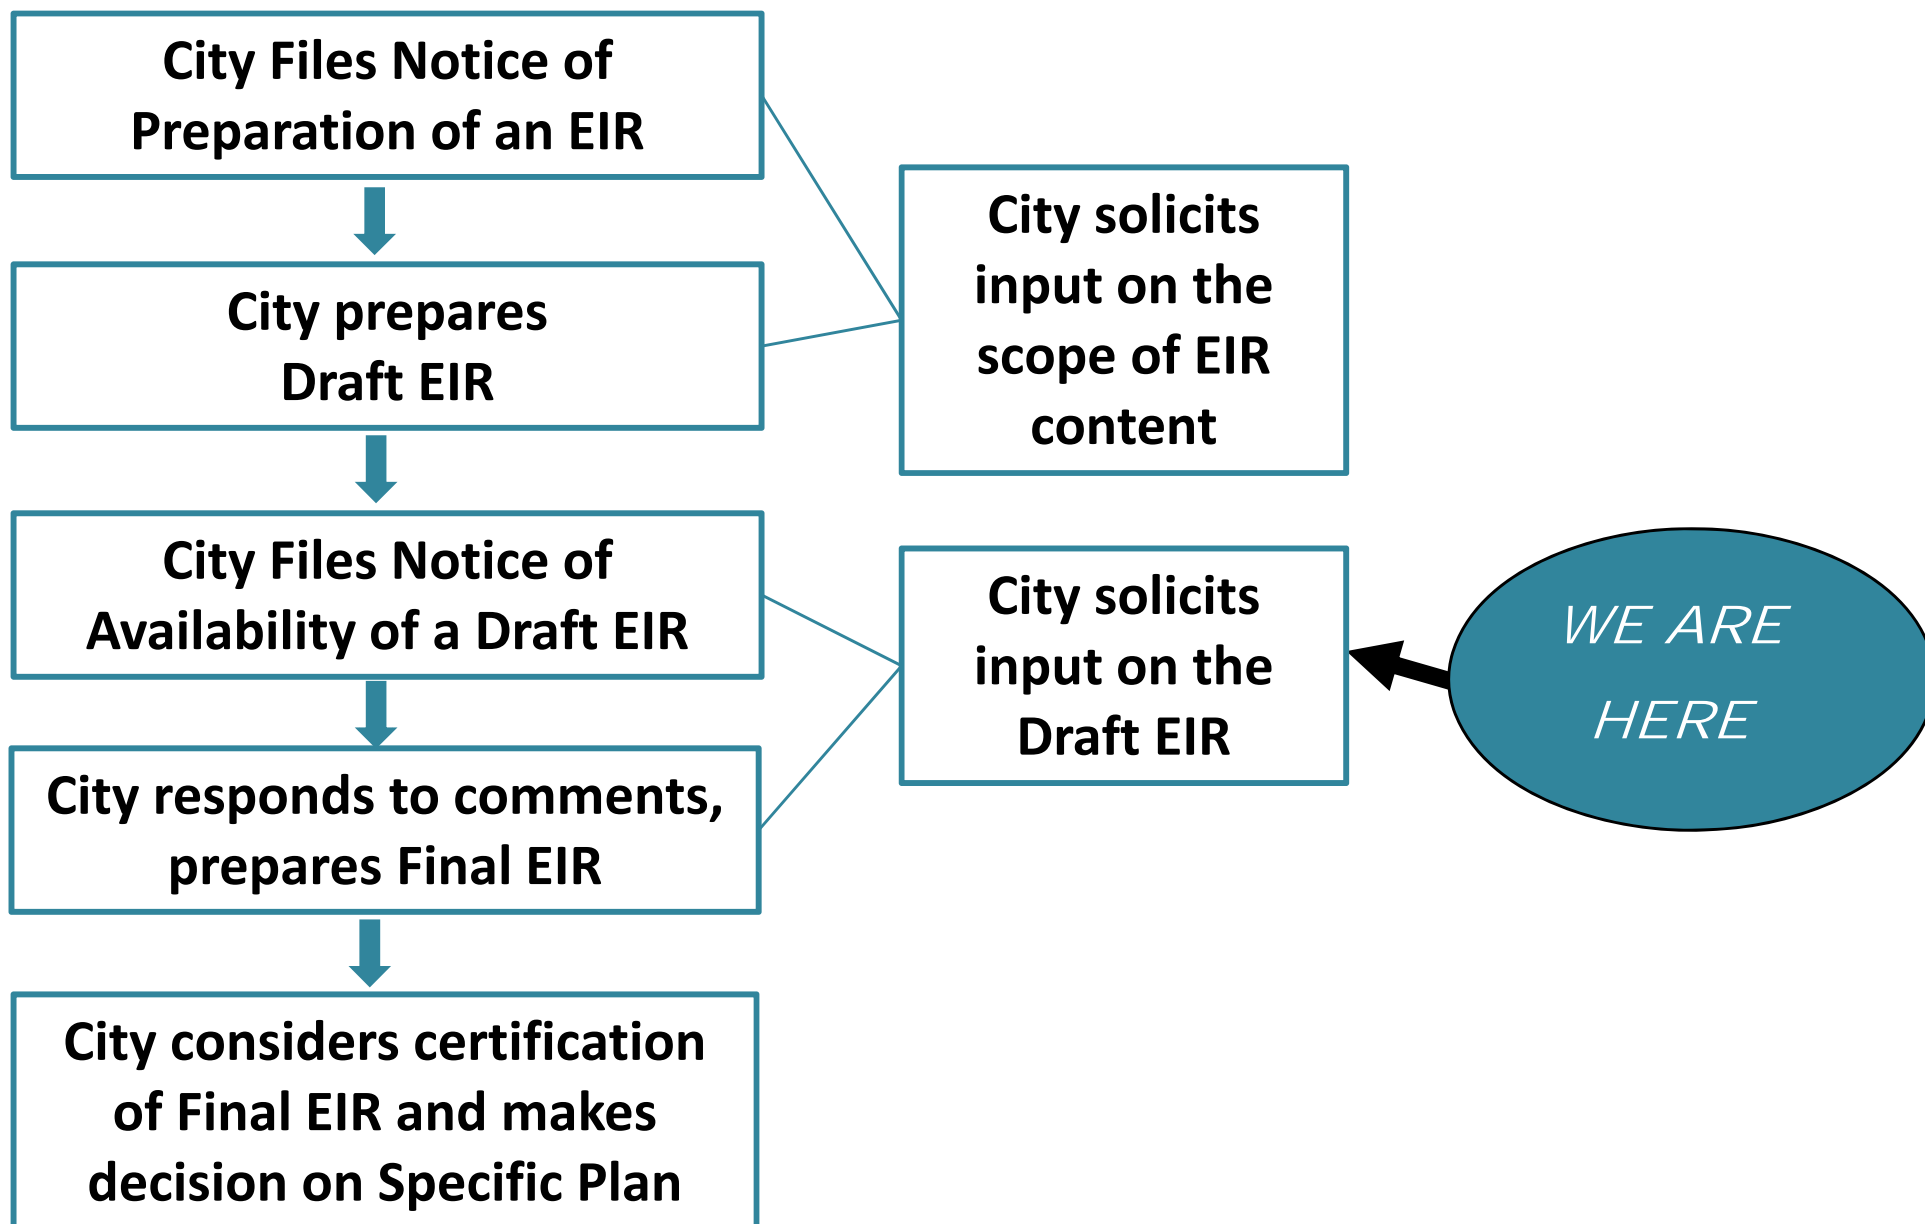 City Files Notice of
Preparation of an EIR
City prepares
Draft EIR
City Files Notice of
Availability of a Draft EIR
City responds to comments,
prepares Final EIR
City considers certification
of Final EIR and makes
decision on Specific Plan
City solicits
input on the
scope of EIR
content
City solicits
input on the
Draft EIR
WE ARE
HERE